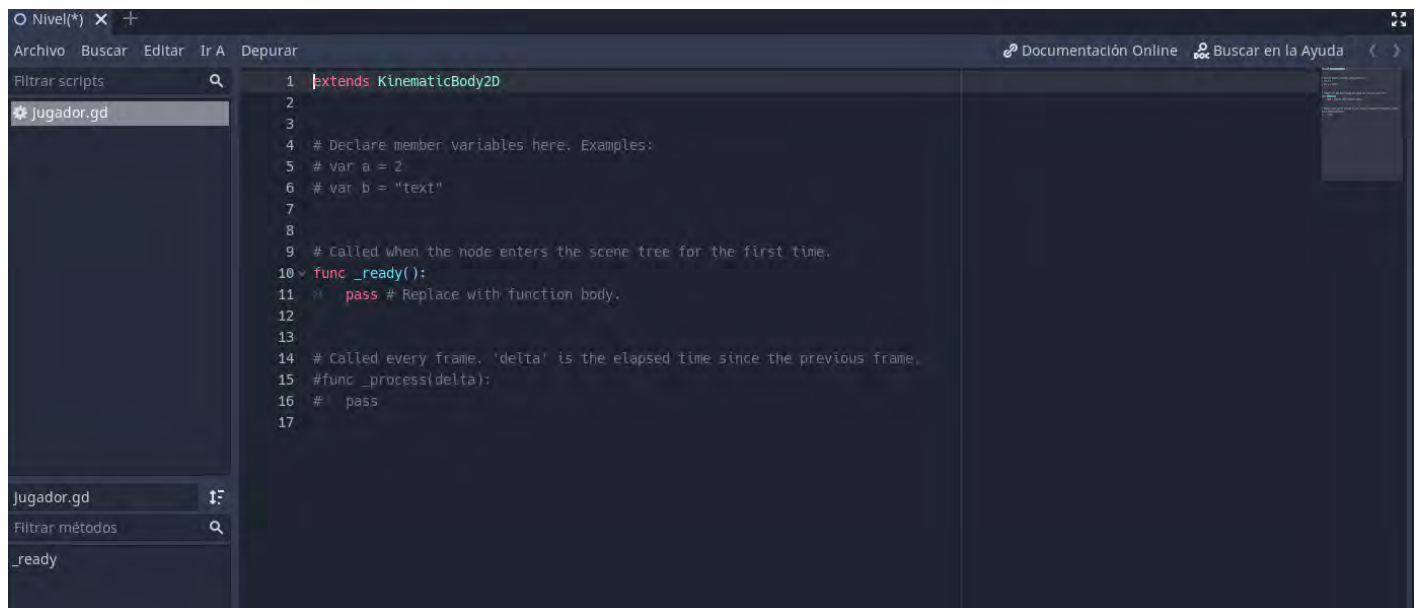 Nivel(*)
Archivo Buscar Editar Ir A Depurar Documentación Online Buscar en la Ayuda
Filtrar scripts
Jugador.gd
1 extends KinematicBody2D
2
3
4 # Declare member variables here. Examples:
5 # var a = 2
6 # var b = "text"
7
8
9 # Called when the node enters the scene tree for the first time.
10 func _ready():
11 pass # Replace with function body.
12
13
14 # Called every frame. 'delta' is the elapsed time since the previous frame.
15 #func _process(delta):
16 # pass
17
Jugador.gd
Filtrar métodos
_ready